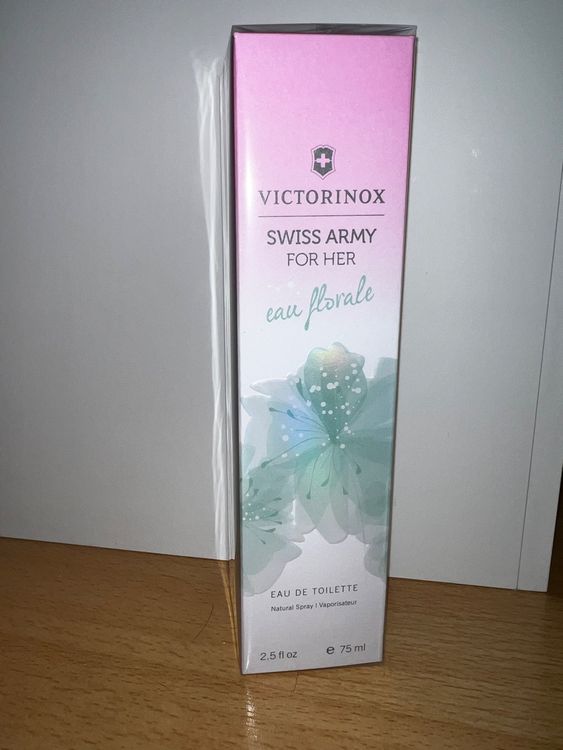 VICTORINOX
SWISS ARMY
FOR HER
eau florale
EAU DE TOILETTE
Natural Spray | Vaporisateur
2,5 fl oz e 75 ml